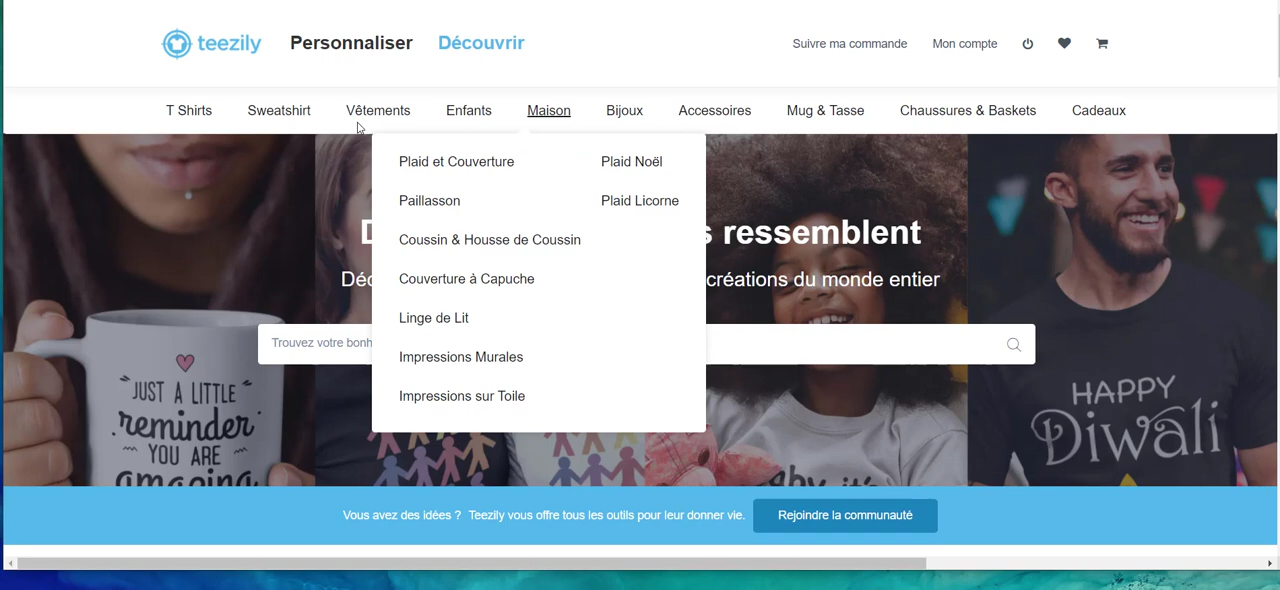 teezily Personnaliser Découvrir Suivre ma commande Mon compte
T Shirts Sweatshirt Vêtements Enfants Maison Bijoux Accessoires Mug & Tasse Chaussures & Baskets Cadeaux
Plaid et Couverture Plaid Noël
Paillasson Plaid Licorne
D s ressemblent
Coussin & Housse de Coussin
Déc créations du monde entier
Couverture à Capuche
Linge de Lit
Trouvez votre bonh
Impressions Murales
Impressions sur Toile
JUST A LITTLE
reminder
YOU ARE
amazing
HAPPY
Diwali
Vous avez des idées ? Teezily vous offre tous les outils pour leur donner vie. Rejoindre la communauté